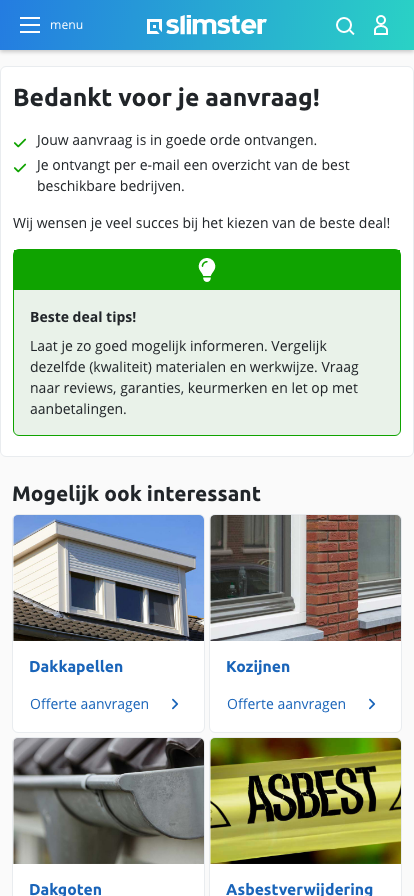 menu
slimster
Bedankt voor je aanvraag!
Jouw aanvraag is in goede orde ontvangen.
Je ontvangt per e-mail een overzicht van de best
beschikbare bedrijven.
Wij wensen je veel succes bij het kiezen van de beste deal!
Beste deal tips!
Laat je zo goed mogelijk informeren. Vergelijk
dezelfde (kwaliteit) materialen en werkwijze. Vraag
naar reviews, garanties, keurmerken en let op met
aanbetalingen.
Mogelijk ook interessant
Dakkapellen
Offerte aanvragen
Kozijnen
Offerte aanvragen
ASBEST
Dakgoten
Asbestverwijdering